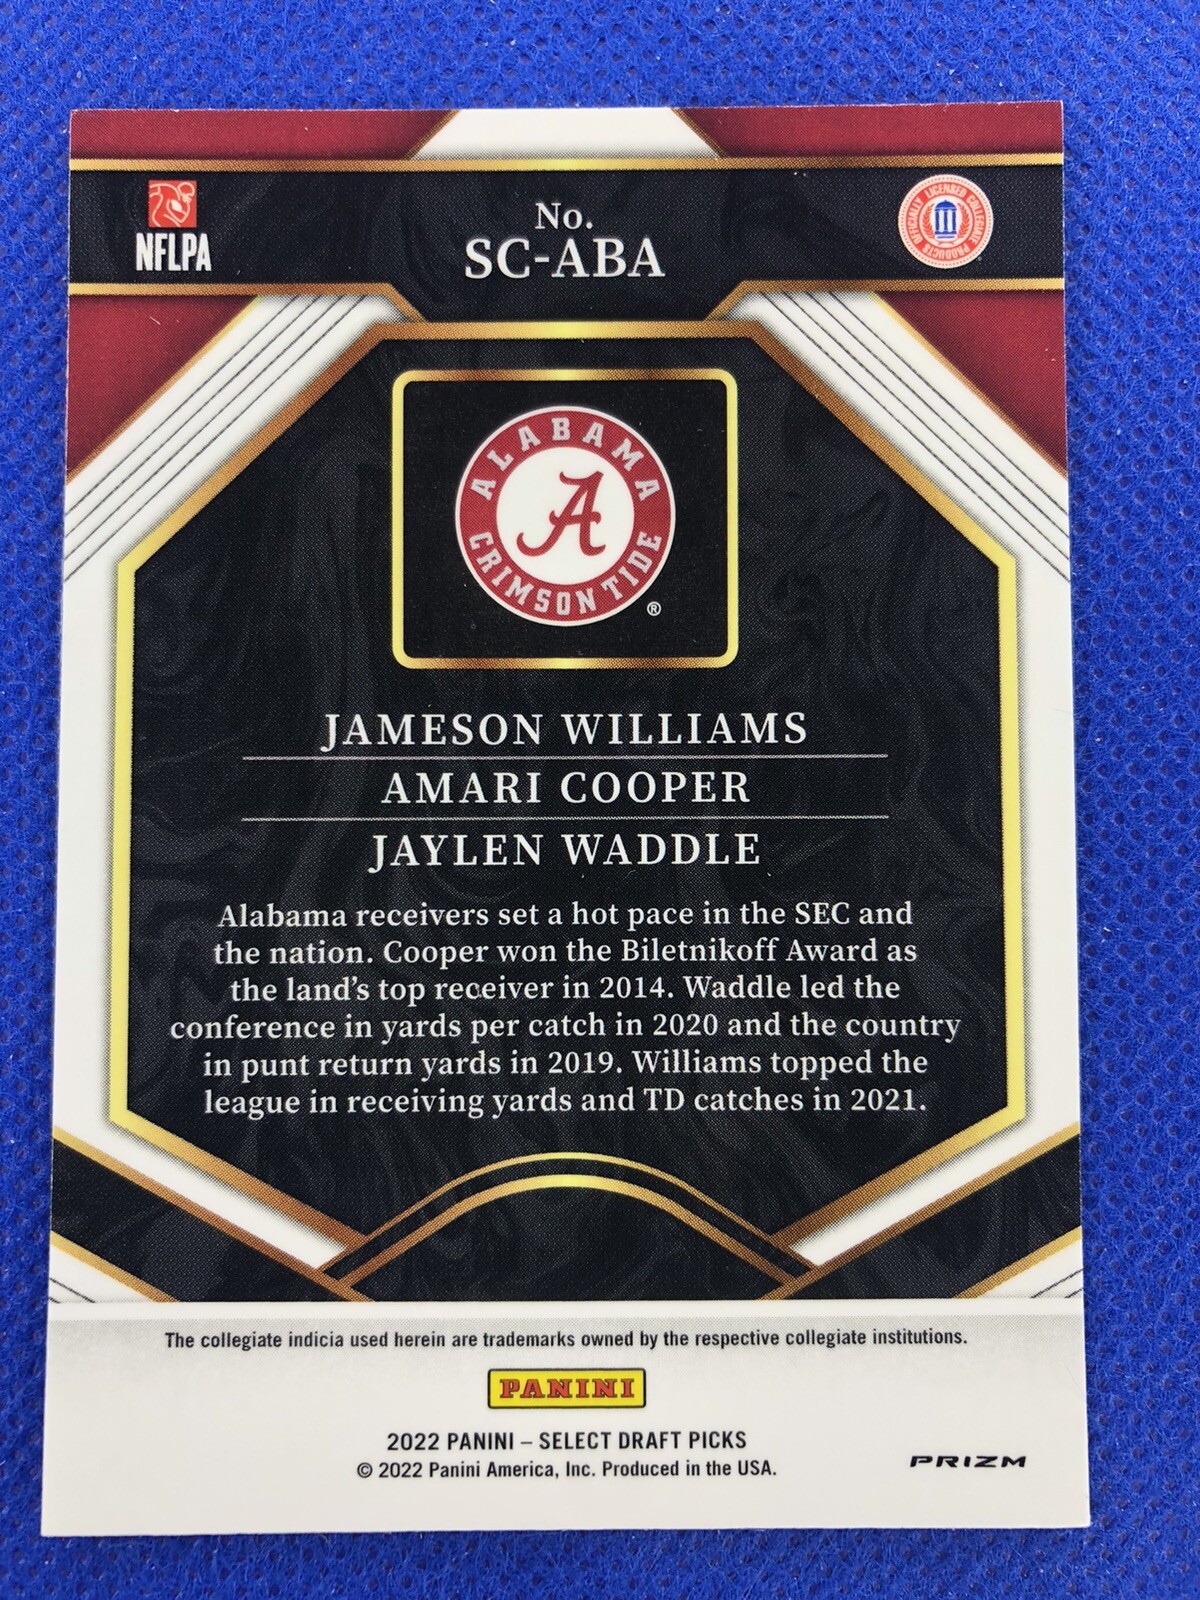 NFLPA
No.
SC-ABA
OFFICIALLY LICENSED COLLEGIATE PRODUCTS
ALABAMA
CRIMSON TIDE
®
JAMESON WILLIAMS
AMARI COOPER
JAYLEN WADDLE
Alabama receivers set a hot pace in the SEC and
the nation. Cooper won the Biletnikoff Award as
the land's top receiver in 2014. Waddle led the
conference in yards per catch in 2020 and the country
in punt return yards in 2019. Williams topped the
league in receiving yards and TD catches in 2021.
The collegiate indicia used herein are trademarks owned by the respective collegiate institutions.
PANINI
2022 PANINI – SELECT DRAFT PICKS
© 2022 Panini America, Inc. Produced in the USA.
PRIZM